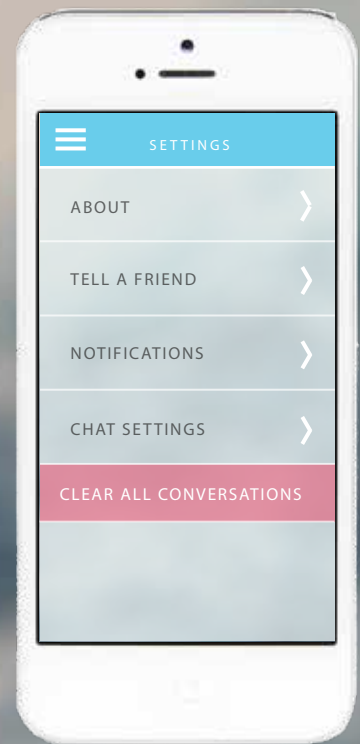 SETTINGS
ABOUT
TELL A FRIEND
NOTIFICATIONS
CHAT SETTINGS
CLEAR ALL CONVERSATIONS